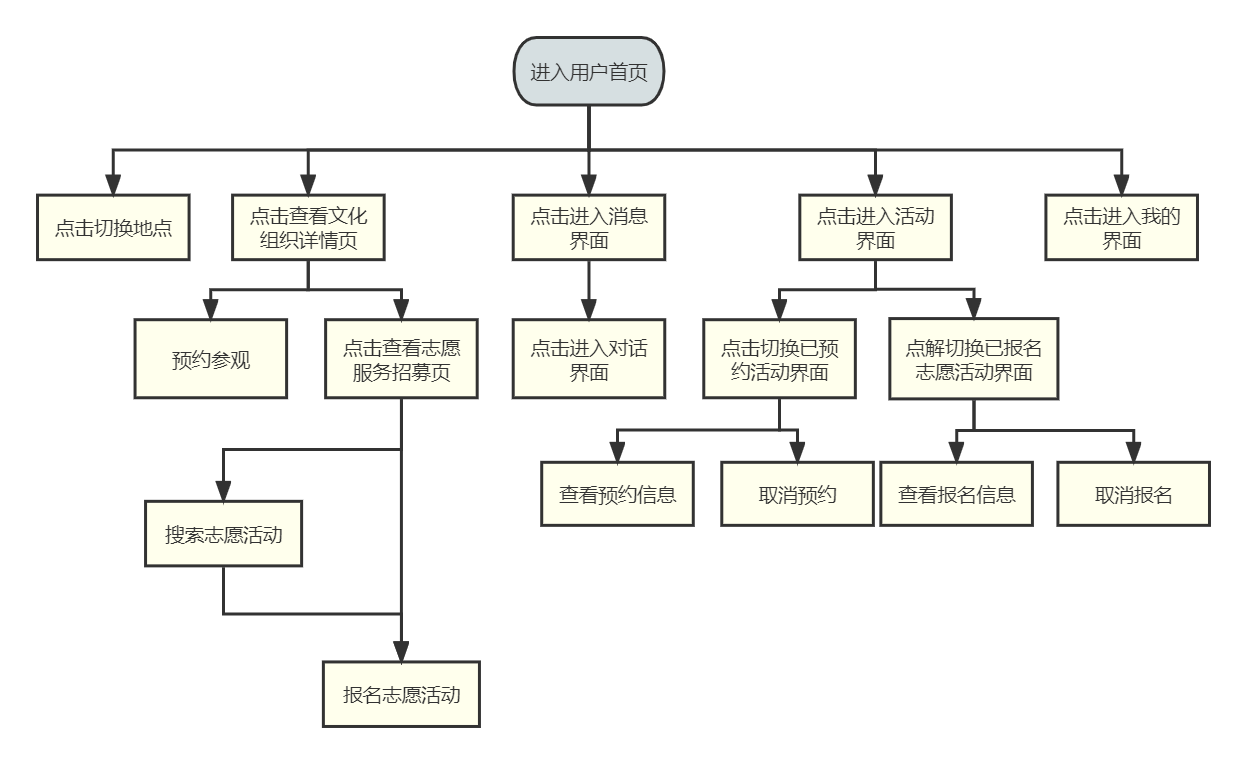 进入用户首页
点击切换地点
点击查看文化
组织详情页
点击进入消息
界面
点击进入活动
界面
点击进入我的
界面
预约参观
点击查看志愿
服务招募页
点击进入对话
界面
点击切换已预
约活动界面
点解切换已报名
志愿活动界面
查看预约信息
取消预约
查看报名信息
取消报名
搜索志愿活动
报名志愿活动